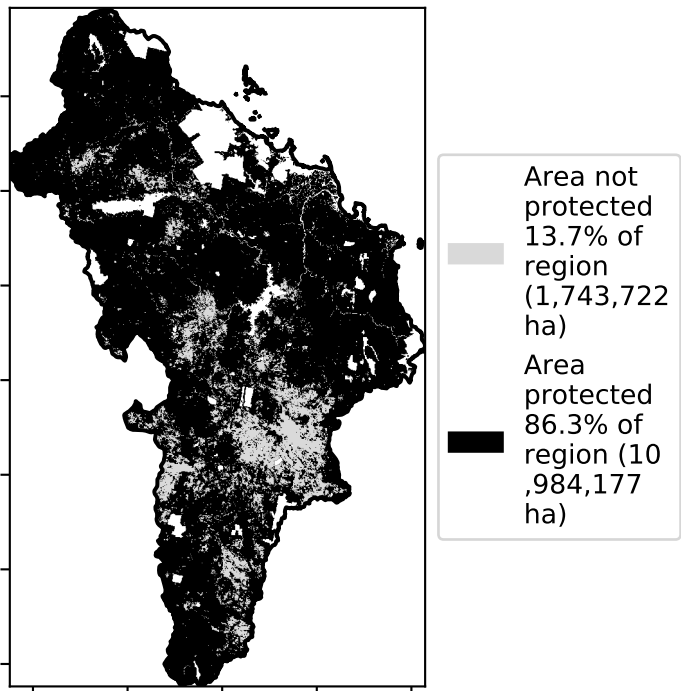 Area not
protected
13.7% of
region
(1,743,722
ha)
Area
protected
86.3% of
region (10
,984,177
ha)